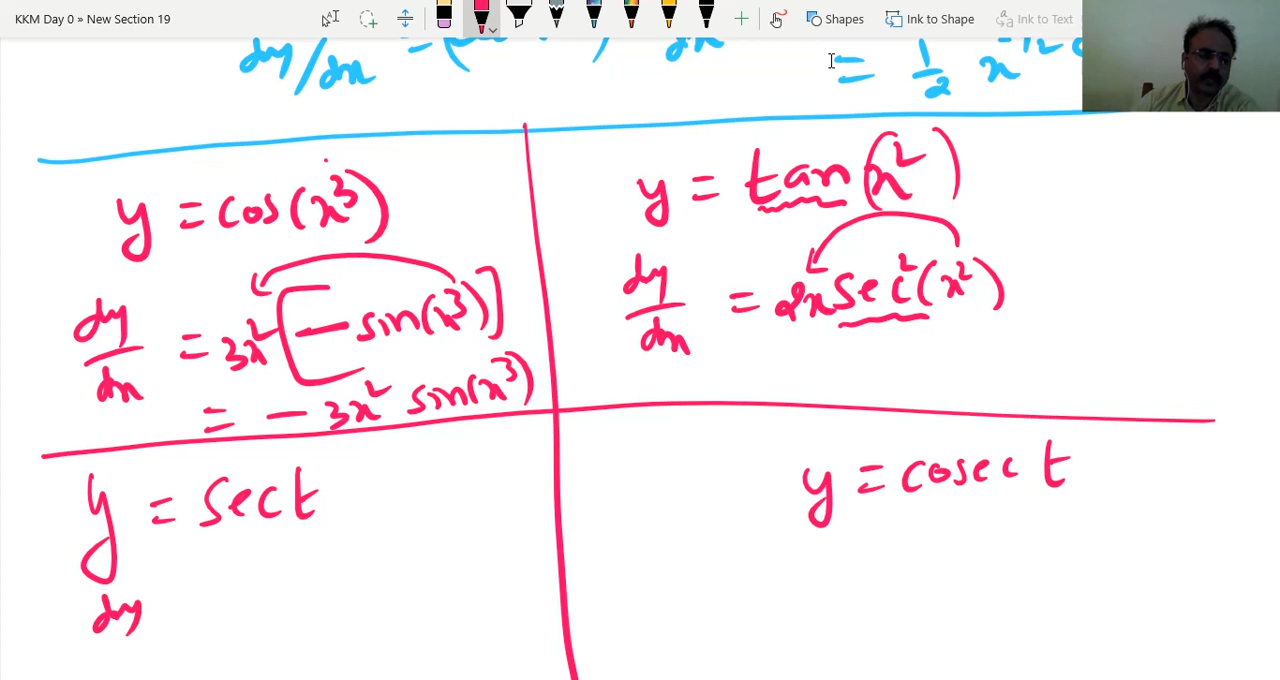 KKM Day 0 » New Section 19
Shapes
Ink to Shape
Ink to Text
dy/dx
= 1/2 x
y = cos(x³)
dy/dx = 3x² [− sin(x³)]
= − 3x² sin(x³)
y = tan(x²)
dy/dx = 2x sec²(x²)
y = sect
dy
y = cosec t